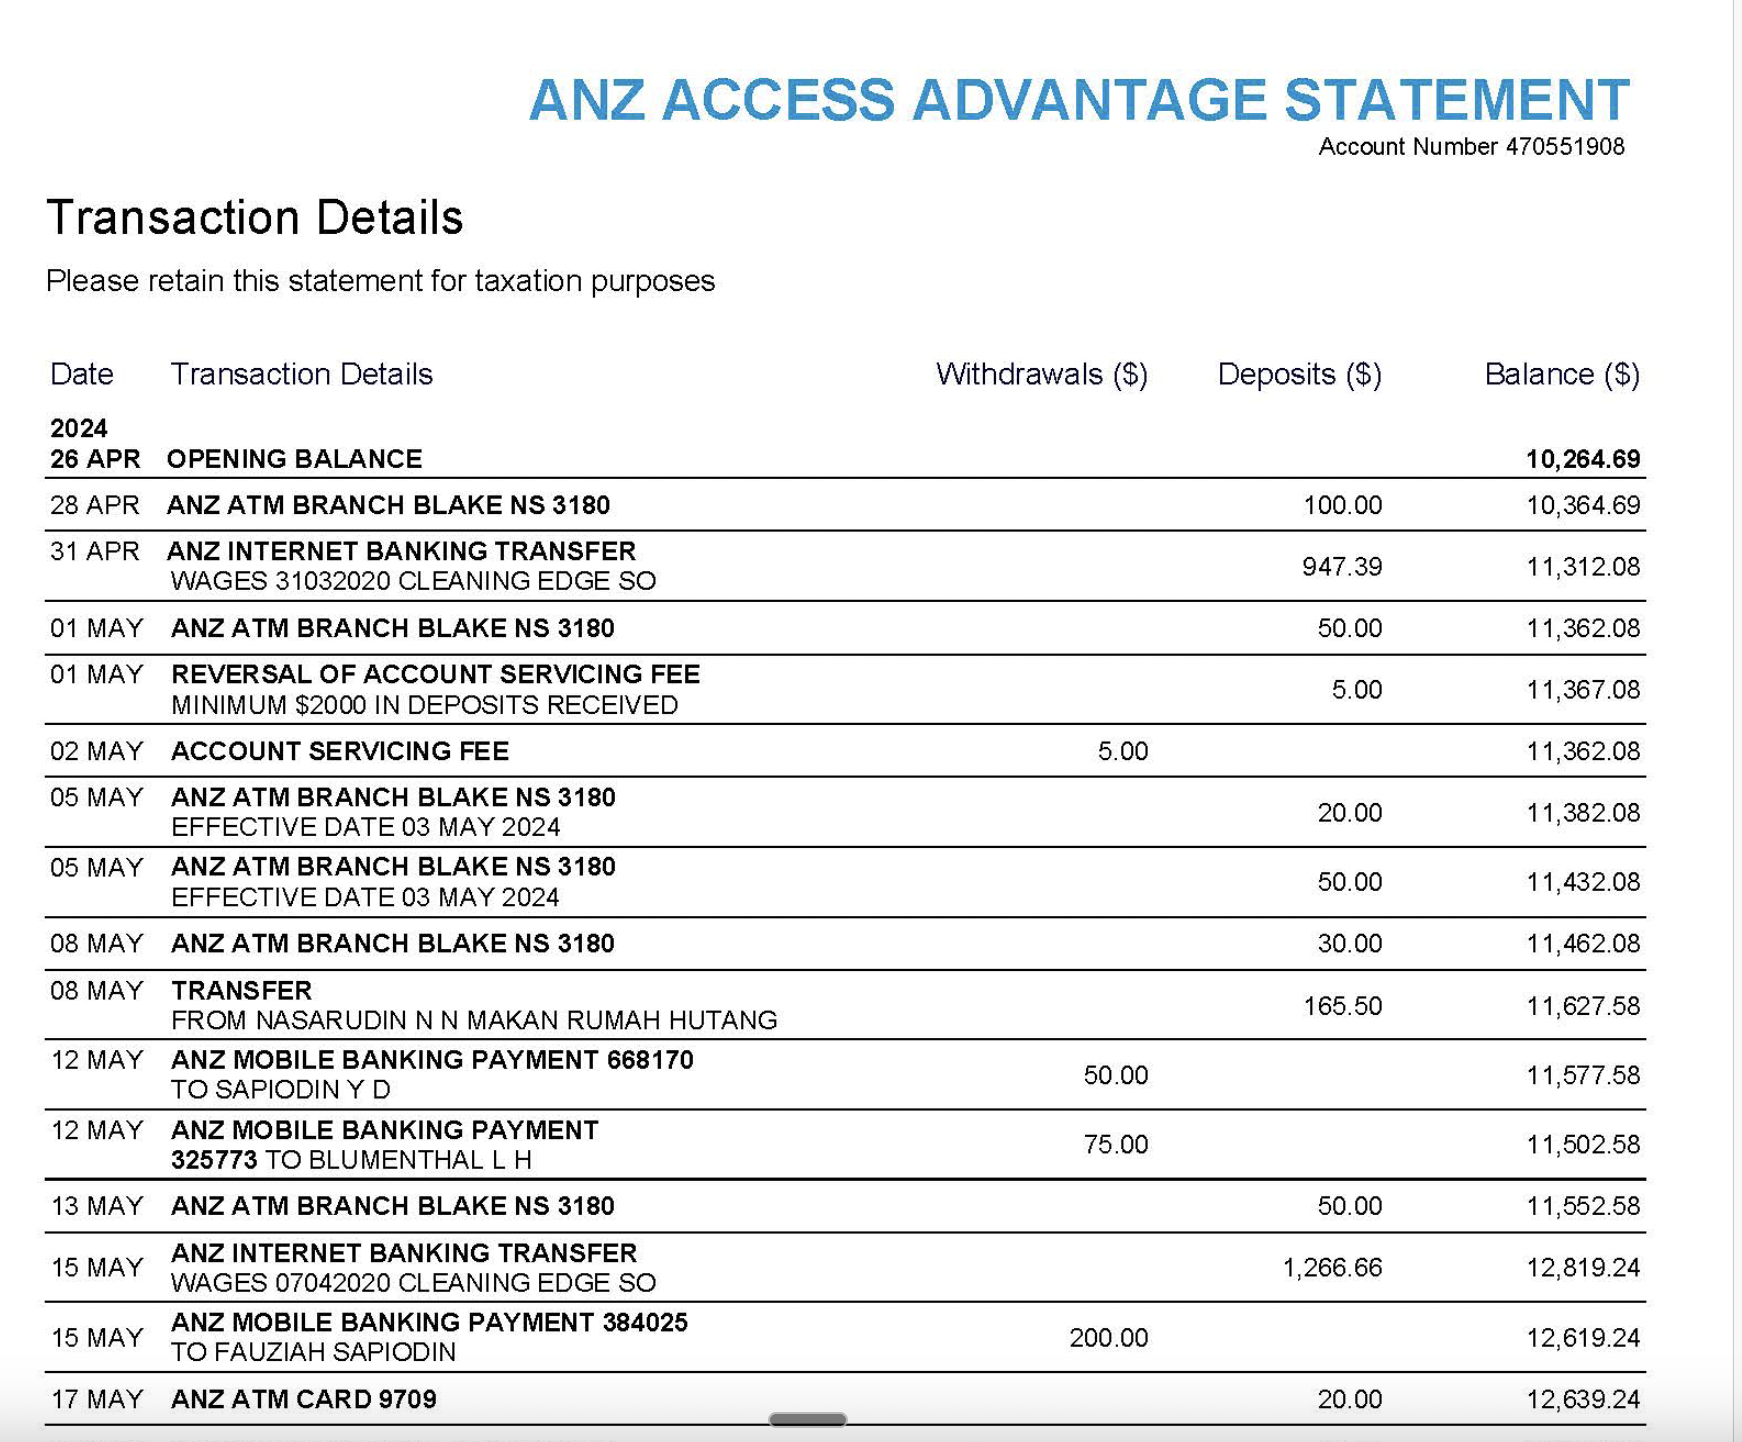 ANZ ACCESS ADVANTAGE STATEMENT
Account Number 470551908
Transaction Details
Please retain this statement for taxation purposes
Date Transaction Details Withdrawals ($) Deposits ($) Balance ($)
2024
26 APR OPENING BALANCE 10,264.69
28 APR ANZ ATM BRANCH BLAKE NS 3180 100.00 10,364.69
31 APR ANZ INTERNET BANKING TRANSFER
WAGES 31032020 CLEANING EDGE SO 947.39 11,312.08
01 MAY ANZ ATM BRANCH BLAKE NS 3180 50.00 11,362.08
01 MAY REVERSAL OF ACCOUNT SERVICING FEE
MINIMUM $2000 IN DEPOSITS RECEIVED 5.00 11,367.08
02 MAY ACCOUNT SERVICING FEE 5.00 11,362.08
05 MAY ANZ ATM BRANCH BLAKE NS 3180
EFFECTIVE DATE 03 MAY 2024 20.00 11,382.08
05 MAY ANZ ATM BRANCH BLAKE NS 3180
EFFECTIVE DATE 03 MAY 2024 50.00 11,432.08
08 MAY ANZ ATM BRANCH BLAKE NS 3180 30.00 11,462.08
08 MAY TRANSFER
FROM NASARUDIN N N MAKAN RUMAH HUTANG 165.50 11,627.58
12 MAY ANZ MOBILE BANKING PAYMENT 668170
TO SAPIODIN Y D 50.00 11,577.58
12 MAY ANZ MOBILE BANKING PAYMENT
325773 TO BLUMENTHAL L H 75.00 11,502.58
13 MAY ANZ ATM BRANCH BLAKE NS 3180 50.00 11,552.58
15 MAY ANZ INTERNET BANKING TRANSFER
WAGES 07042020 CLEANING EDGE SO 1,266.66 12,819.24
15 MAY ANZ MOBILE BANKING PAYMENT 384025
TO FAUZIAH SAPIODIN 200.00 12,619.24
17 MAY ANZ ATM CARD 9709 20.00 12,639.24